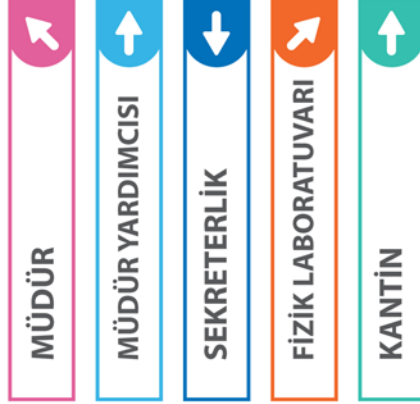 MÜDÜR
MÜDÜR YARDIMCISI
SEKRETERLİK
FİZİK LABORATUVARI
KANTİN